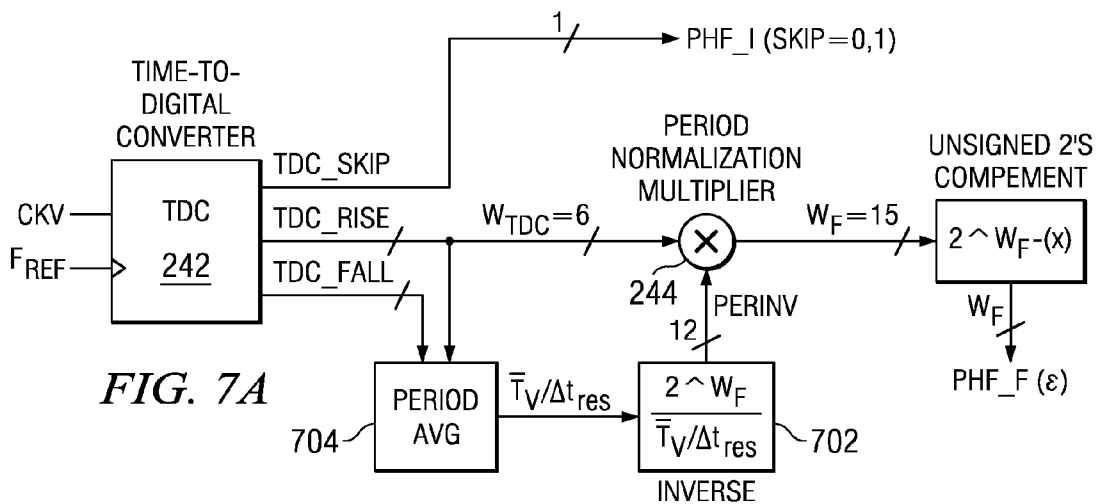 1
PHF_I (SKIP=0,1)
TIME-TO-
DIGITAL
CONVERTER
PERIOD
NORMALIZATION
MULTIPLIER
UNSIGNED 2'S
COMPEMENT
TDC_SKIP
CKV
TDC
TDC_RISE
W_TDC=6
W_F=15
2^W_F-(x)
F_REF
242
TDC_FALL
244
PERINV
12
W_F
PHF_F (ε)
FIG. 7A
PERIOD
AVG
T̅_V/Δt_res
2^W_F
T̅_V/Δt_res
704
702
INVERSE